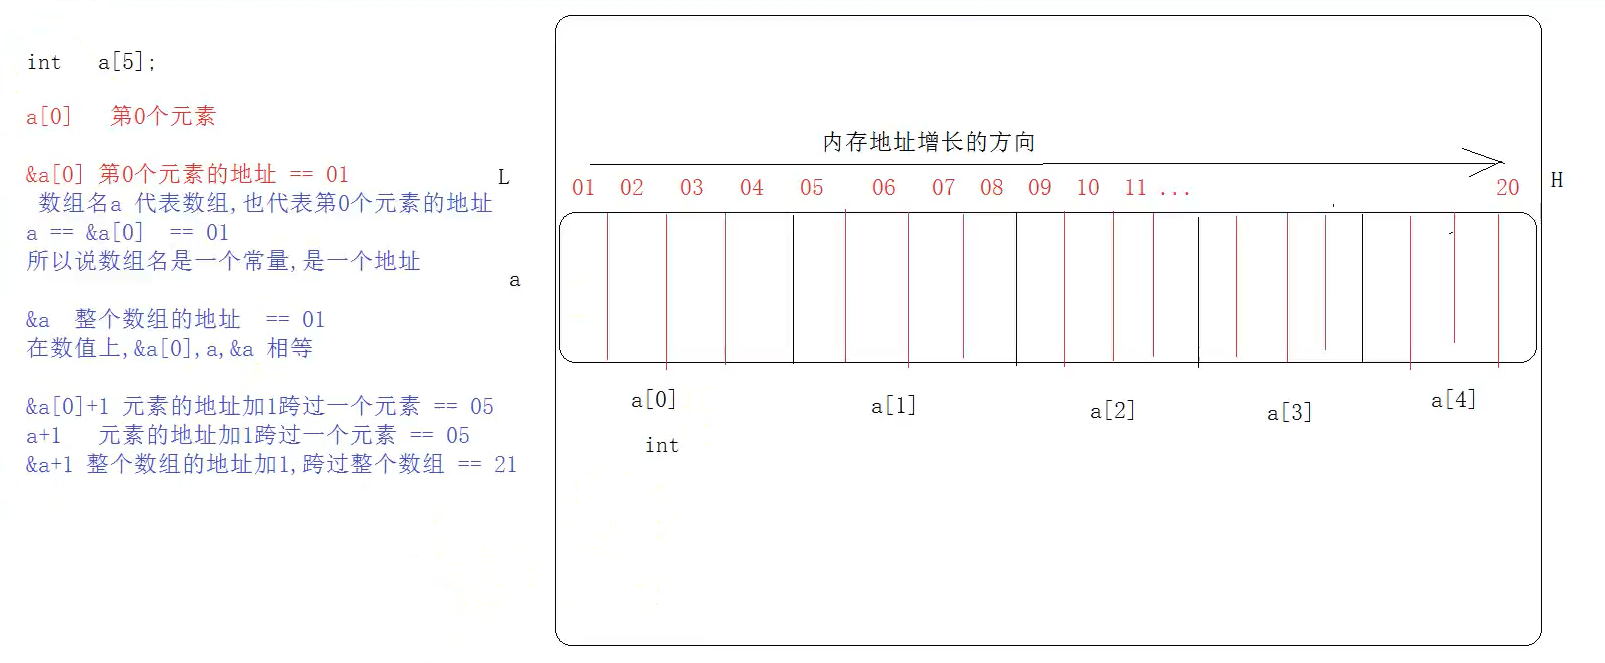 int a[5];
a[0] 第0个元素
&a[0] 第0个元素的地址 == 01
数组名a 代表数组,也代表第0个元素的地址
a == &a[0] == 01
所以说数组名是一个常量,是一个地址
&a 整个数组的地址 == 01
在数值上,&a[0],a,&a 相等
&a[0]+1 元素的地址加1跨过一个元素 == 05
a+1 元素的地址加1跨过一个元素 == 05
&a+1 整个数组的地址加1,跨过整个数组 == 21
内存地址增长的方向
L
H
01 02 03 04 05 06 07 08 09 10 11 ... 20
a
a[0] a[1] a[2] a[3] a[4]
int